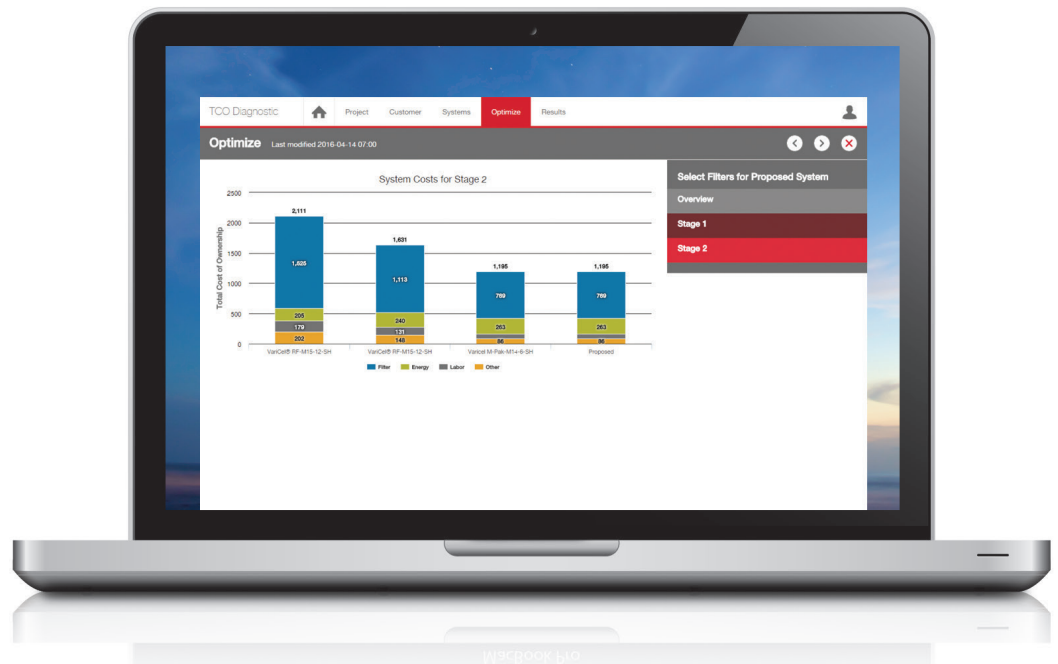 TCO Diagnostic Project Customer Systems Optimize Results
Optimize Last modified 2016-04-14 07:00
System Costs for Stage 2
Select Filters for Proposed System
Overview
Stage 1
Stage 2
Total Cost of Ownership
2500
2000
1500
1000
500
0
2,111
1,525
205
179
202
1,631
1,113
240
131
146
1,195
769
263
86
1,195
769
263
86
VariCel® RF-M15-12-SH VariCel® RF-M15-12-SH Varicel M-Pak-M14-6-SH Proposed
Filter Energy Labor Other
MacBook Pro